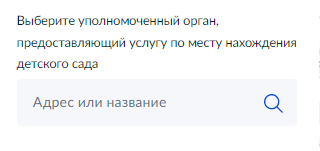 Выберите уполномоченный орган,
предоставляющий услугу по месту нахождения
детского сада
Адрес или название